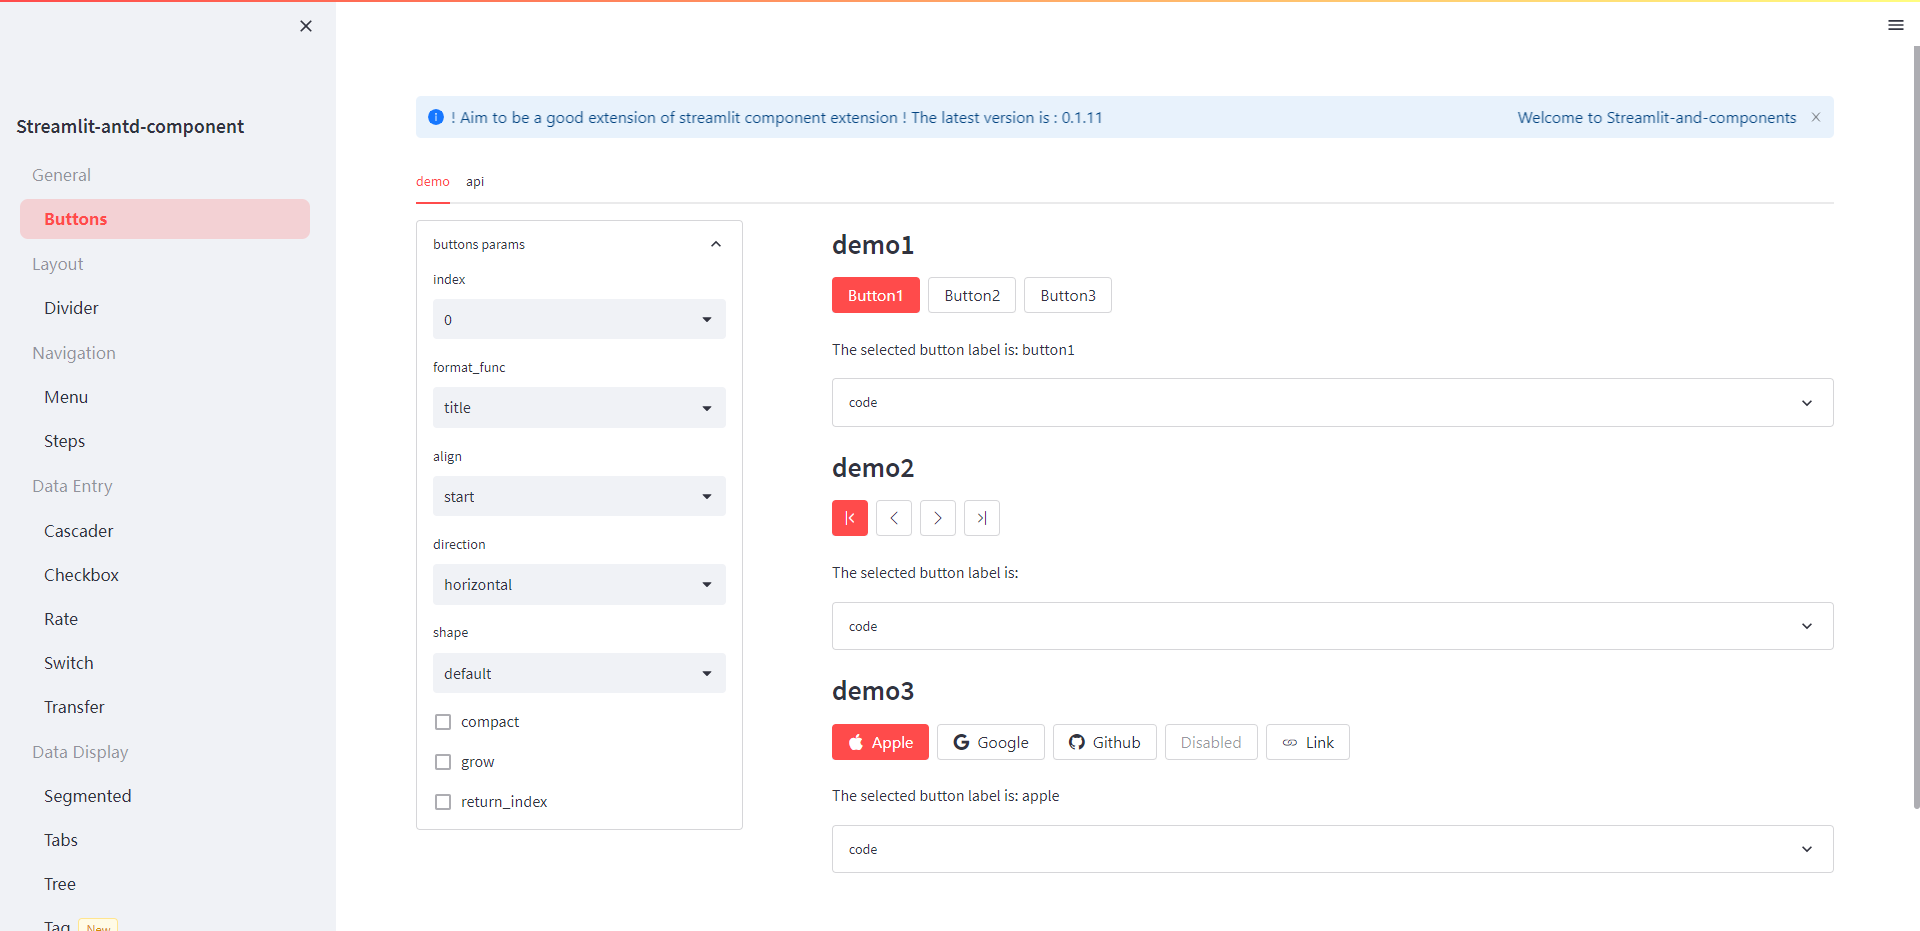 Streamlit-antd-component
General
Buttons
Layout
Divider
Navigation
Menu
Steps
Data Entry
Cascader
Checkbox
Rate
Switch
Transfer
Data Display
Segmented
Tabs
Tree
Tag New
! Aim to be a good extension of streamlit component extension ! The latest version is : 0.1.11 Welcome to Streamlit-and-components
demo api
buttons params
index
0
format_func
title
align
start
direction
horizontal
shape
default
compact
grow
return_index
demo1
Button1 Button2 Button3
The selected button label is: button1
code
demo2
The selected button label is:
code
demo3
Apple Google Github Disabled Link
The selected button label is: apple
code